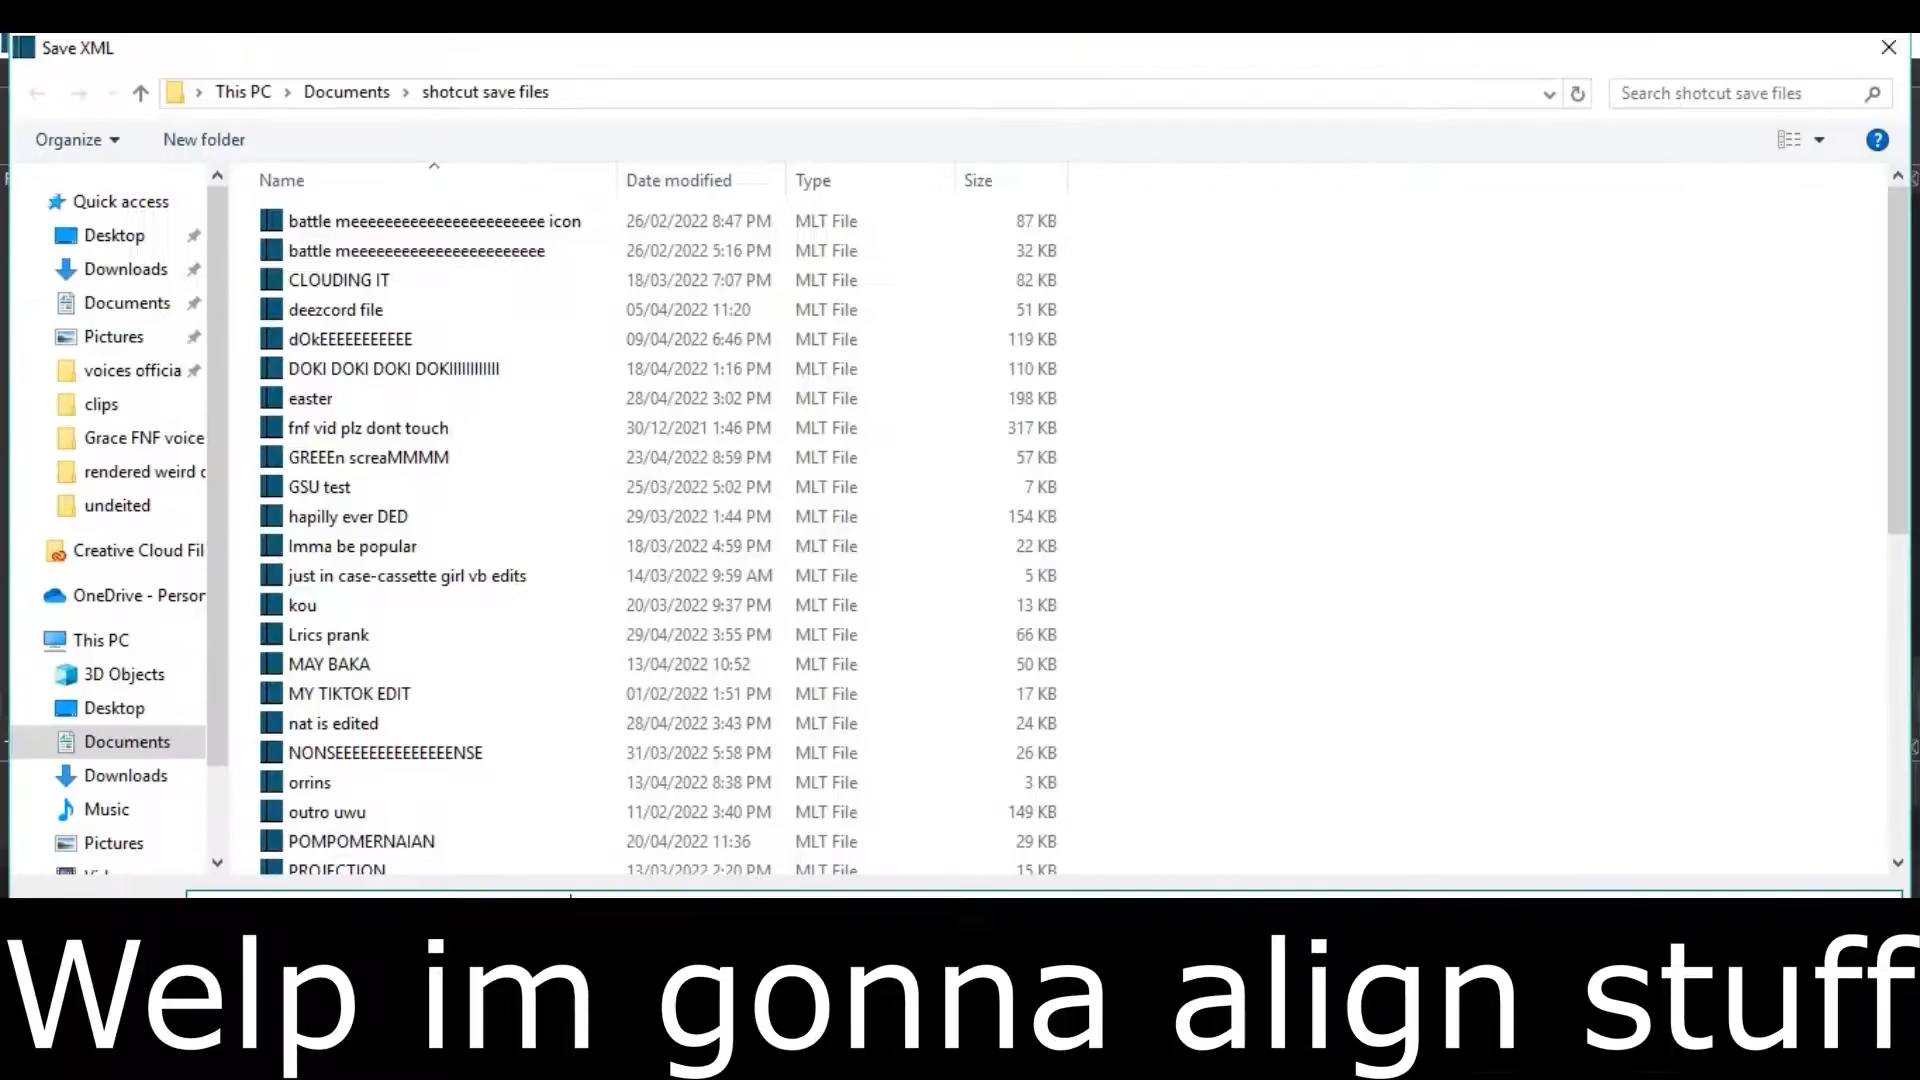 Save XML
This PC > Documents > shotcut save files
Search shotcut save files
Organize
New folder
?
Name Date modified Type Size
Quick access
Desktop
Downloads
Documents
Pictures
voices officia
clips
Grace FNF voice
rendered weird c
undeited
Creative Cloud Fil
OneDrive - Person
This PC
3D Objects
Desktop
Documents
Downloads
Music
Pictures
battle meeeeeeeeeeeeeeeeeeeeeee icon 26/02/2022 8:47 PM MLT File 87 KB
battle meeeeeeeeeeeeeeeeeeeeeee 26/02/2022 5:16 PM MLT File 32 KB
CLOUDING IT 18/03/2022 7:07 PM MLT File 82 KB
deezcord file 05/04/2022 11:20 MLT File 51 KB
dOkEEEEEEEEEEE 09/04/2022 6:46 PM MLT File 119 KB
DOKI DOKI DOKI DOKIIIIIIIIIII 18/04/2022 1:16 PM MLT File 110 KB
easter 28/04/2022 3:02 PM MLT File 198 KB
fnf vid plz dont touch 30/12/2021 1:46 PM MLT File 317 KB
GREEEn screaMMMM 23/04/2022 8:59 PM MLT File 57 KB
GSU test 25/03/2022 5:02 PM MLT File 7 KB
hapilly ever DED 29/03/2022 1:44 PM MLT File 154 KB
Imma be popular 18/03/2022 4:59 PM MLT File 22 KB
just in case-cassette girl vb edits 14/03/2022 9:59 AM MLT File 5 KB
kou 20/03/2022 9:37 PM MLT File 13 KB
Lrics prank 29/04/2022 3:55 PM MLT File 66 KB
MAY BAKA 13/04/2022 10:52 MLT File 50 KB
MY TIKTOK EDIT 01/02/2022 1:51 PM MLT File 17 KB
nat is edited 28/04/2022 3:43 PM MLT File 24 KB
NONSEEEEEEEEEEEEEENSE 31/03/2022 5:58 PM MLT File 26 KB
orrins 13/04/2022 8:38 PM MLT File 3 KB
outro uwu 11/02/2022 3:40 PM MLT File 149 KB
POMPOMERNAIAN 20/04/2022 11:36 MLT File 29 KB
PROJECTION 13/03/2022 2:20 PM MLT File 15 KB
Welp im gonna align stuff